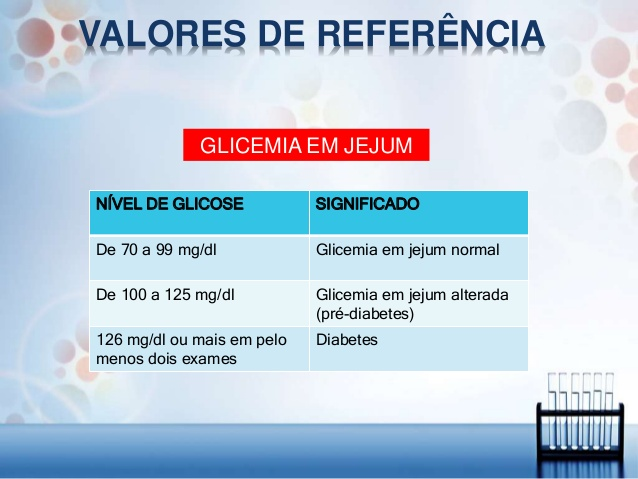 VALORES DE REFERÊNCIA
GLICEMIA EM JEJUM
NÍVEL DE GLICOSE
SIGNIFICADO
De 70 a 99 mg/dl
Glicemia em jejum normal
De 100 a 125 mg/dl
Glicemia em jejum alterada
(pré-diabetes)
126 mg/dl ou mais em pelo
menos dois exames
Diabetes